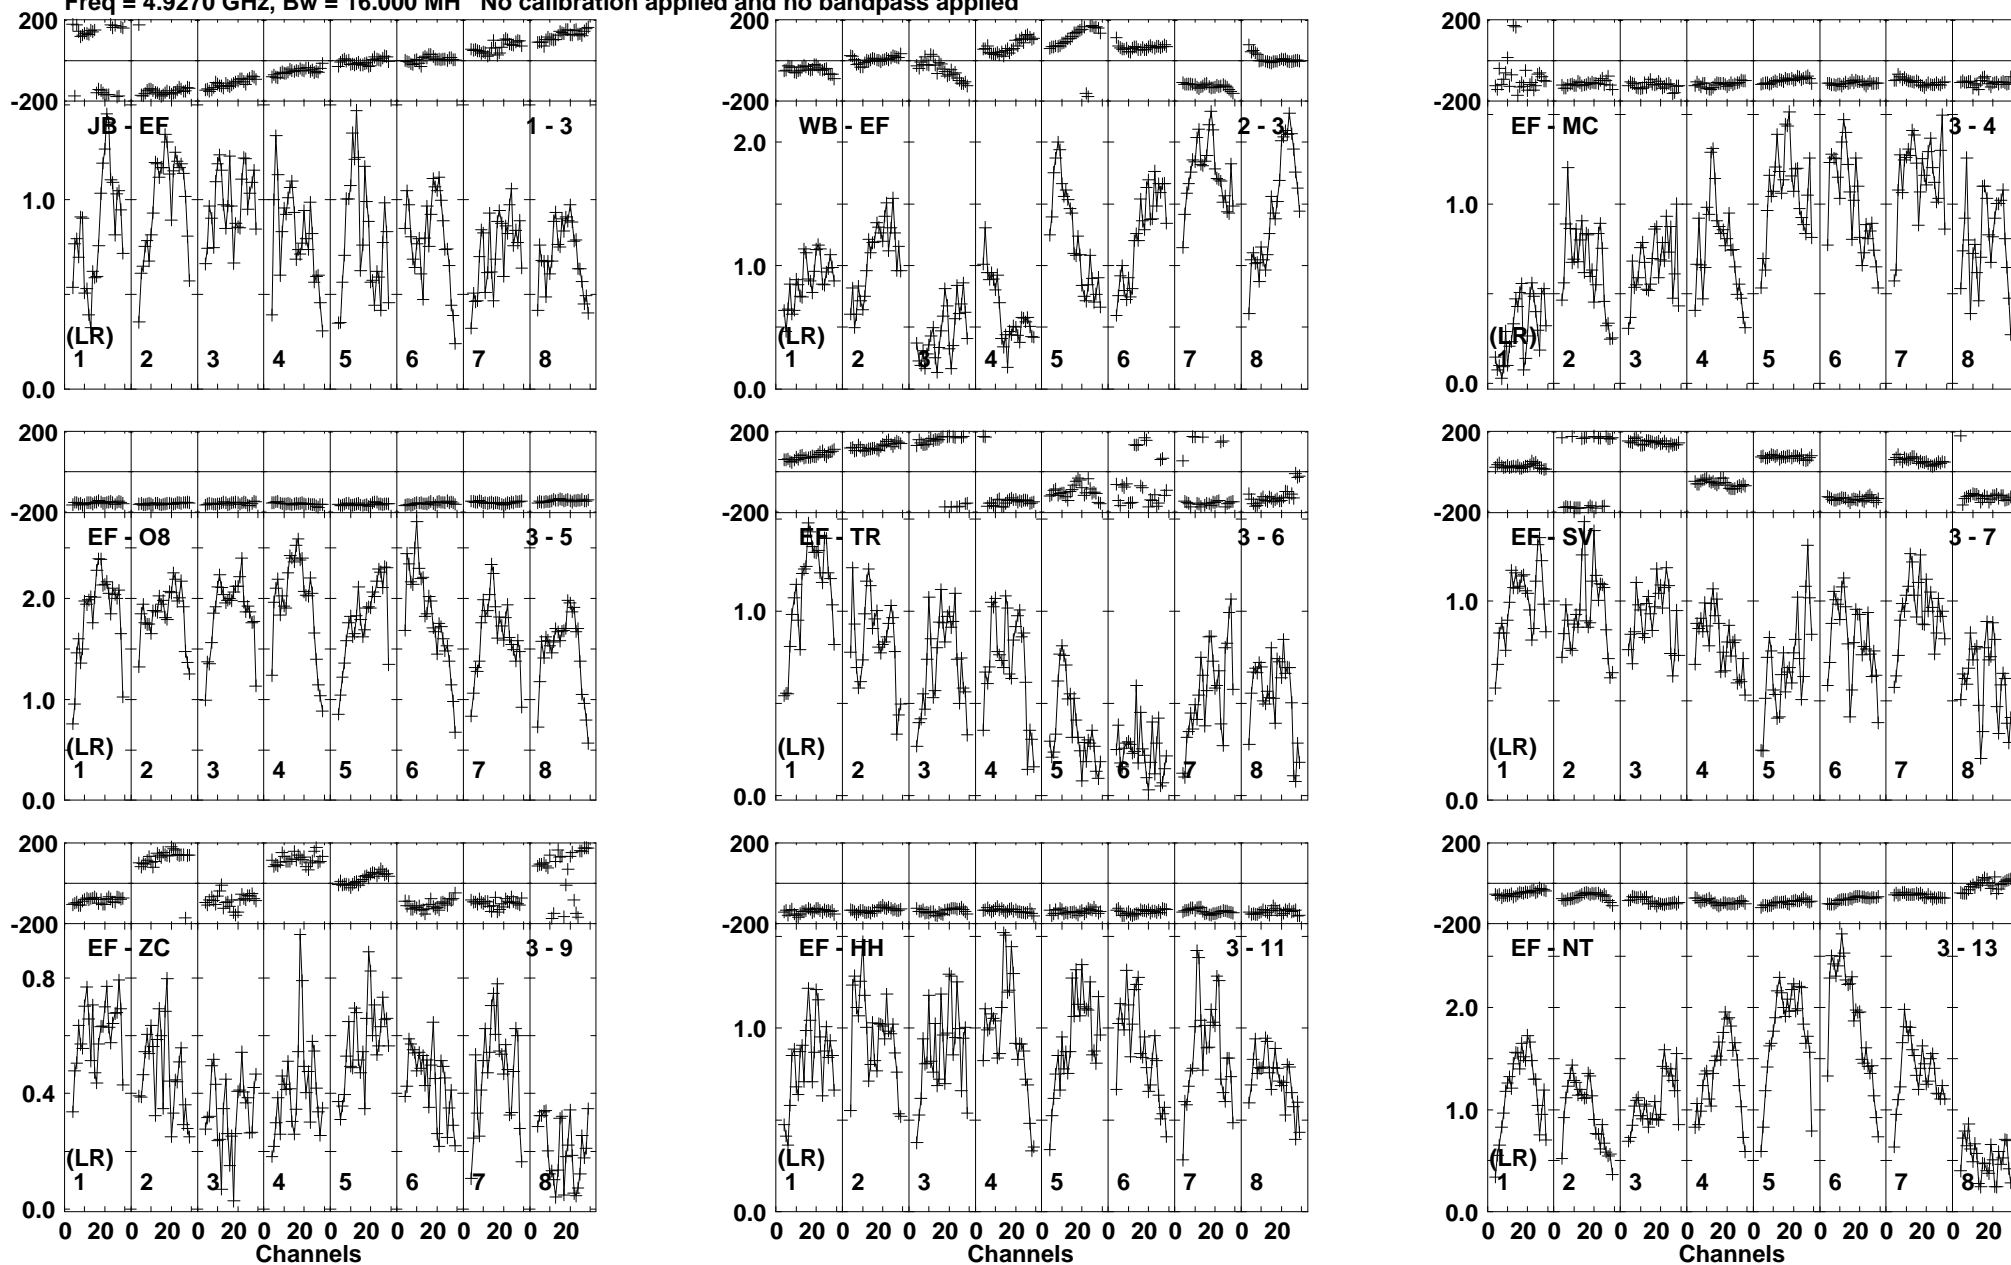 Freq = 4.9270 GHz, Bw = 16.000 MH No calibration applied and no bandpass applied
200 200 200
-200 -200 -200
JB - EF 1 - 3 WB - EF 2 - 3 EF - MC 3 - 4
2.0
1.0 1.0 1.0
(LR) (LR) (LR)
1 2 3 4 5 6 7 8 1 2 3 4 5 6 7 8 1 2 3 4 5 6 7 8
0.0 0.0 0.0
200 200 200
-200 -200 -200
EF - O8 3 - 5 EF - TR 3 - 6 EF - SV 3 - 7
2.0 1.0 1.0
1.0
(LR) (LR) (LR)
1 2 3 4 5 6 7 8 1 2 3 4 5 6 7 8 1 2 3 4 5 6 7 8
0.0 0.0 0.0
200 200 200
-200 -200 -200
EF - ZC 3 - 9 EF - HH 3 - 11 EF - NT 3 - 13
0.8 1.0 2.0
0.4 1.0
(LR) (LR) (LR)
1 2 3 4 5 6 7 8 1 2 3 4 5 6 7 8 1 2 3 4 5 6 7 8
0.0 0.0 0.0
0 20 0 20 0 20 0 20 0 20 0 20 0 20 0 20 0 20 0 20 0 20 0 20 0 20 0 20 0 20 0 20 0 20 0 20 0 20 0 20 0 20 0 20 0 20 0 20
Channels Channels Channels